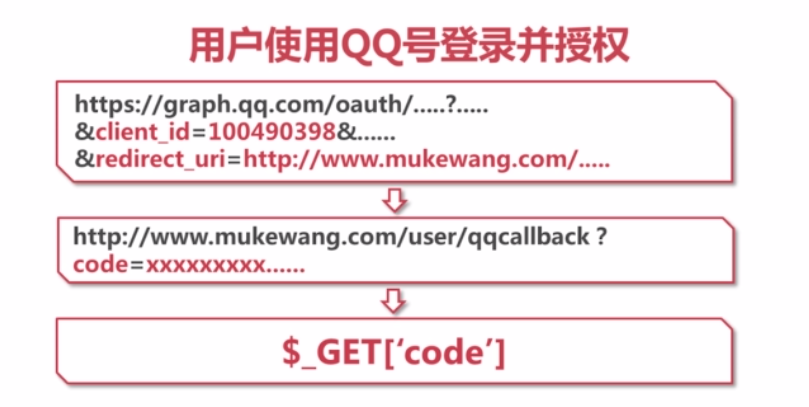 用户使用QQ号登录并授权
https://graph.qq.com/oauth/.....?.....
&client_id=100490398&......
&redirect_uri=http://www.mukewang.com/.....
http://www.mukewang.com/user/qqcallback ?
code=xxxxxxxxx......
$_GET[‘code’]